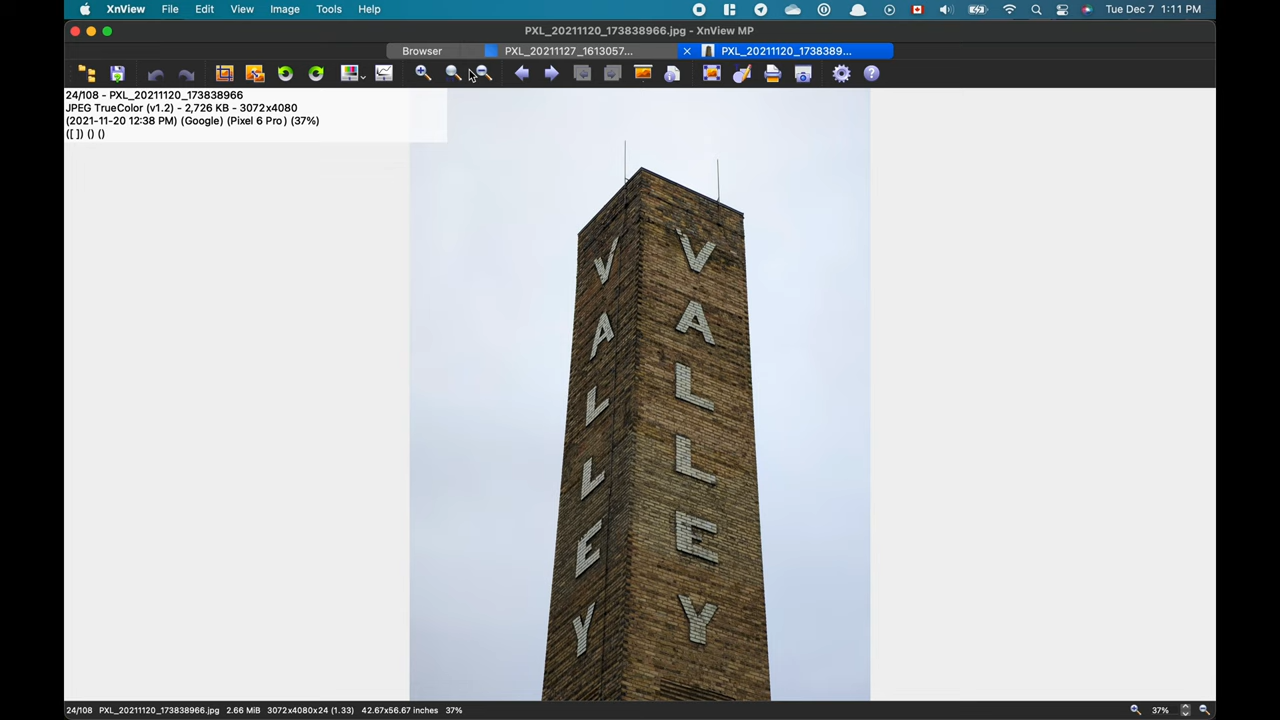 XnView File Edit View Image Tools Help Tue Dec 7 1:11 PM
PXL_20211120_173838966.jpg - XnView MP
Browser PXL_20211127_1613057... PXL_20211120_1738389...
24/108 - PXL_20211120_173838966
JPEG TrueColor (v1.2) - 2,726 KB - 3072x4080
(2021-11-20 12:38 PM) (Google) (Pixel 6 Pro) (37%)
([ ]) () ()
VALLEY
VALLEY
24/108 PXL_20211120_173838966.jpg 2.66 MiB 3072x4080x24 (1.33) 42.67x56.67 inches 37%
37%